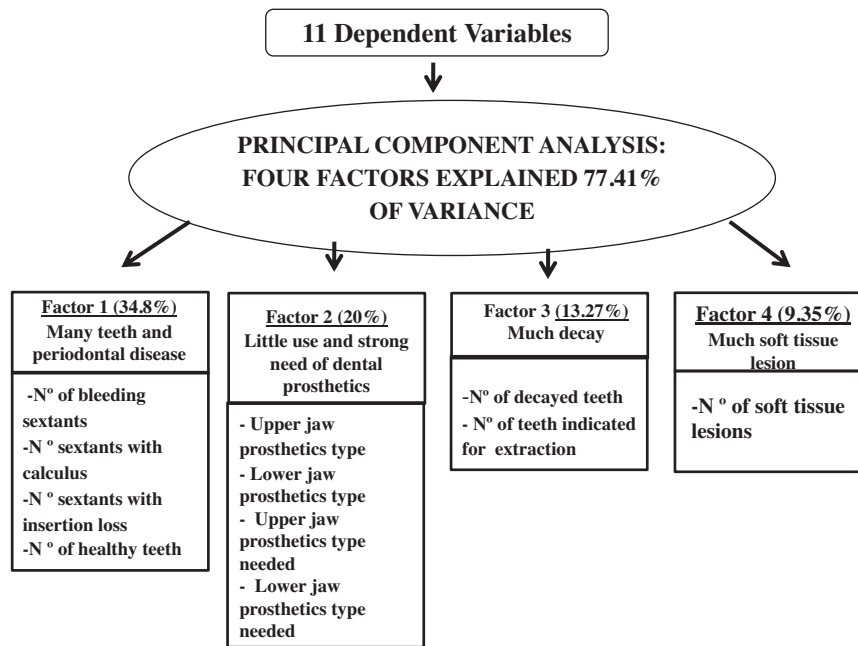 11 Dependent Variables
PRINCIPAL COMPONENT ANALYSIS:
FOUR FACTORS EXPLAINED 77.41%
OF VARIANCE
Factor 1 (34.8%)
Many teeth and
periodontal disease
-Nº of bleeding
sextants
-N º sextants with
calculus
-N º sextants with
insertion loss
-N º of healthy teeth
Factor 2 (20%)
Little use and strong
need of dental
prosthetics
- Upper jaw
prosthetics type
- Lower jaw
prosthetics type
- Upper jaw
prosthetics type
needed
- Lower jaw
prosthetics type
needed
Factor 3 (13.27%)
Much decay
-Nº of decayed teeth
- Nº of teeth indicated
for extraction
Factor 4 (9.35%)
Much soft tissue
lesion
-N º of soft tissue
lesions